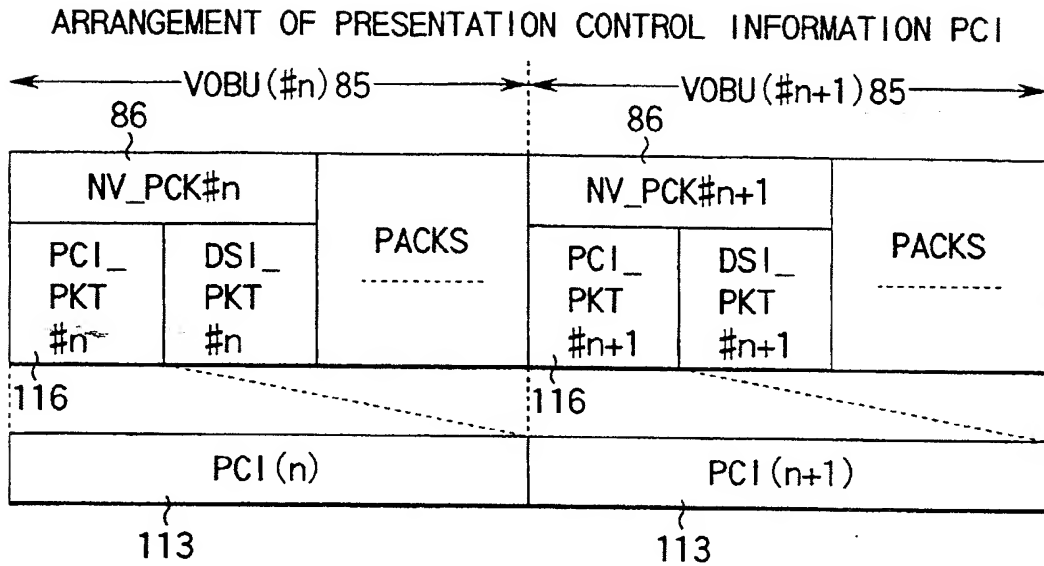 ARRANGEMENT OF PRESENTATION CONTROL INFORMATION PCI
VOBU(#n)85
VOBU(#n+1)85
86
86
NV_PCK#n
NV_PCK#n+1
PCI_
PKT
#n
DSI_
PKT
#n
PACKS
PCI_
PKT
#n+1
DSI_
PKT
#n+1
PACKS
116
116
PCI(n)
PCI(n+1)
113
113